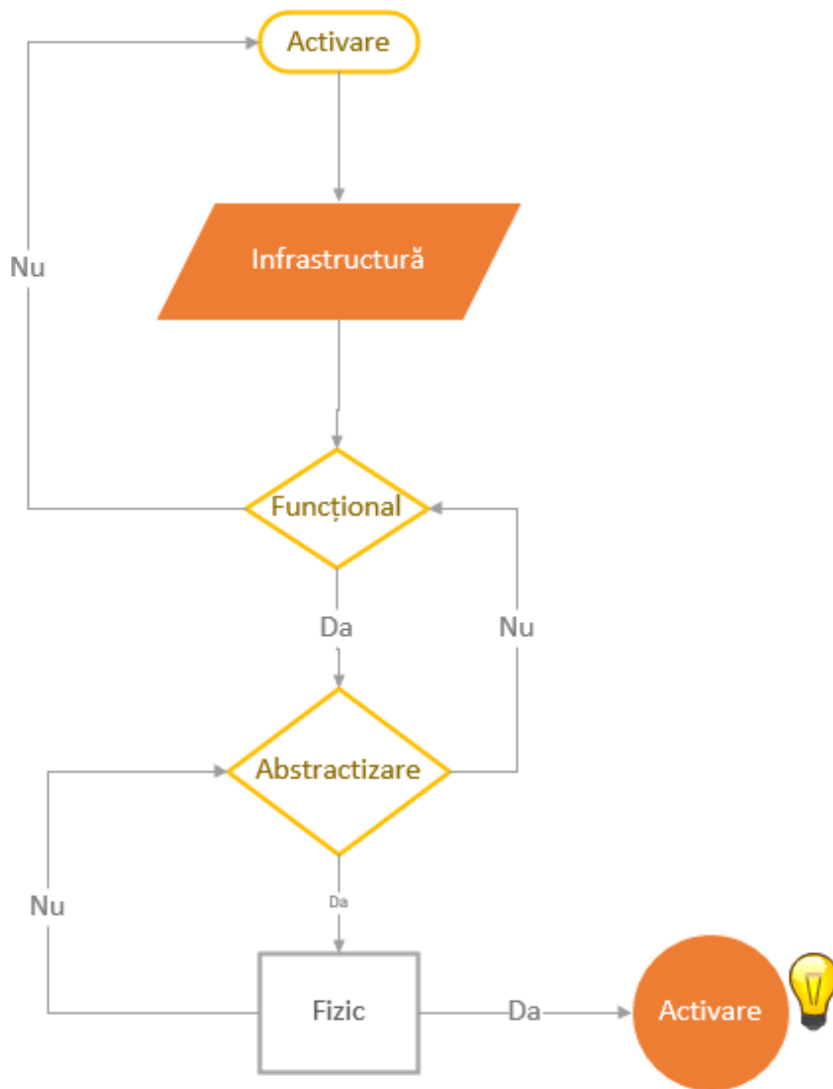 Activare
Infrastructură
Nu
Funcțional
Da
Nu
Abstractizare
Da
Nu
Fizic
Da
Activare